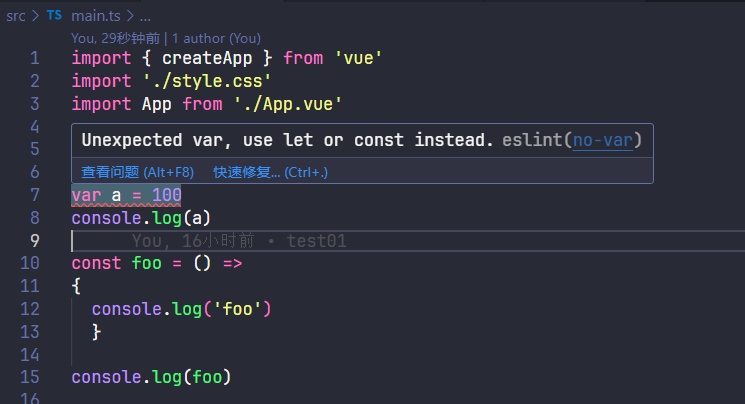 src > TS main.ts > ...
You, 29秒钟前 | 1 author (You)
1 import { createApp } from 'vue'
2 import './style.css'
3 import App from './App.vue'
4
Unexpected var, use let or const instead. eslint(no-var)
5
6 查看问题 (Alt+F8) 快速修复... (Ctrl+.)
7 var a = 100
8 console.log(a)
9 You, 16小时前 • test01
10 const foo = () =>
11 {
12 console.log('foo')
13 }
14
15 console.log(foo)
16